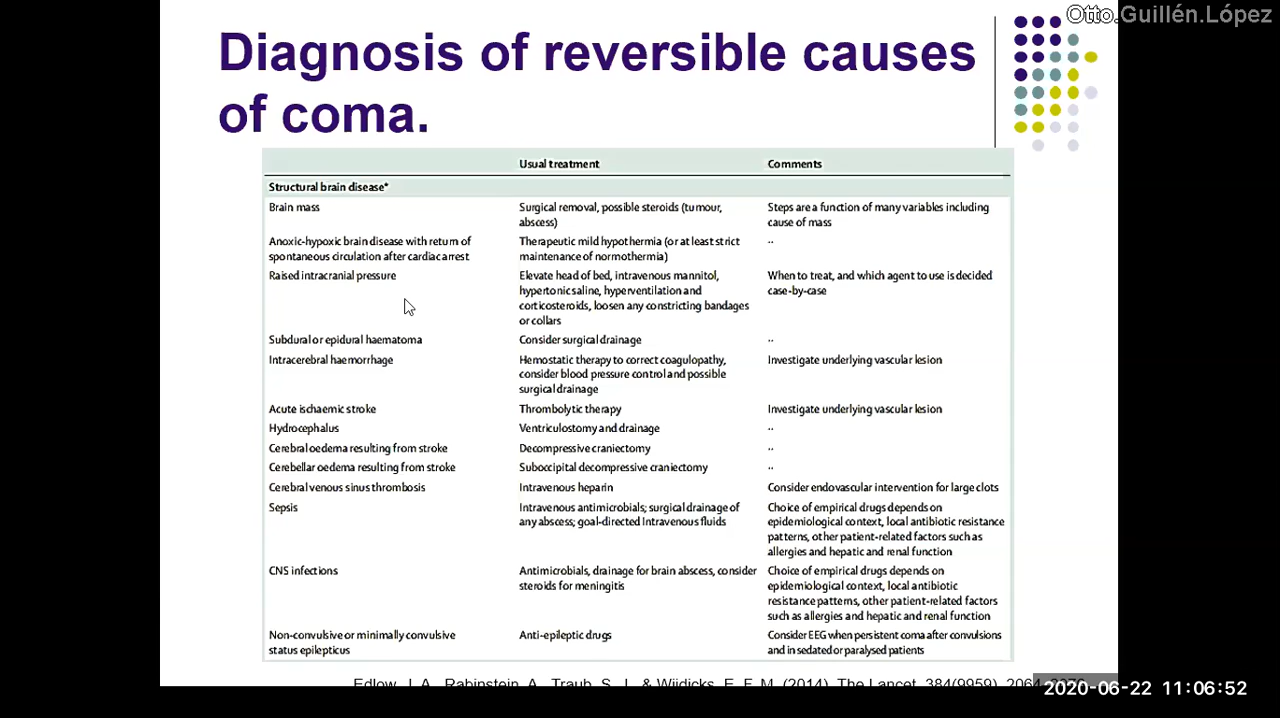 Otto.Guillén.López
Diagnosis of reversible causes
of coma.
Usual treatment Comments
Structural brain disease*
Brain mass Surgical removal, possible steroids (tumour, Steps are a function of many variables including
abscess) cause of mass
Anoxic-hypoxic brain disease with return of Therapeutic mild hypothermia (or at least strict ..
spontaneous circulation after cardiac arrest maintenance of normothermia)
Raised intracranial pressure Elevate head of bed, intravenous mannitol, When to treat, and which agent to use is decided
hypertonic saline, hyperventilation and case-by-case
corticosteroids, loosen any constricting bandages
or collars
Subdural or epidural haematoma Consider surgical drainage ..
Intracerebral haemorrhage Hemostatic therapy to correct coagulopathy, Investigate underlying vascular lesion
consider blood pressure control and possible
surgical drainage
Acute ischaemic stroke Thrombolytic therapy Investigate underlying vascular lesion
Hydrocephalus Ventriculostomy and drainage ..
Cerebral oedema resulting from stroke Decompressive craniectomy ..
Cerebellar oedema resulting from stroke Suboccipital decompressive craniectomy ..
Cerebral venous sinus thrombosis Intravenous heparin Consider endovascular intervention for large clots
Sepsis Intravenous antimicrobials; surgical drainage of Choice of empirical drugs depends on
any abscess; goal-directed Intravenous fluids epidemiological context, local antibiotic resistance
patterns, other patient-related factors such as
allergies and hepatic and renal function
CNS infections Antimicrobials, drainage for brain abscess, consider Choice of empirical drugs depends on
steroids for meningitis epidemiological context, local antibiotic
resistance patterns, other patient-related factors
such as allergies and hepatic and renal function
Non-convulsive or minimally convulsive Anti-epileptic drugs Consider EEG when persistent coma after convulsions
status epilepticus and in sedated or paralysed patients
Edlow, J. A., Rabinstein, A., Traub, S. J., & Wijdicks, E. F. M. (2014). The Lancet, 384(9959),
2020-06-22 11:06:52